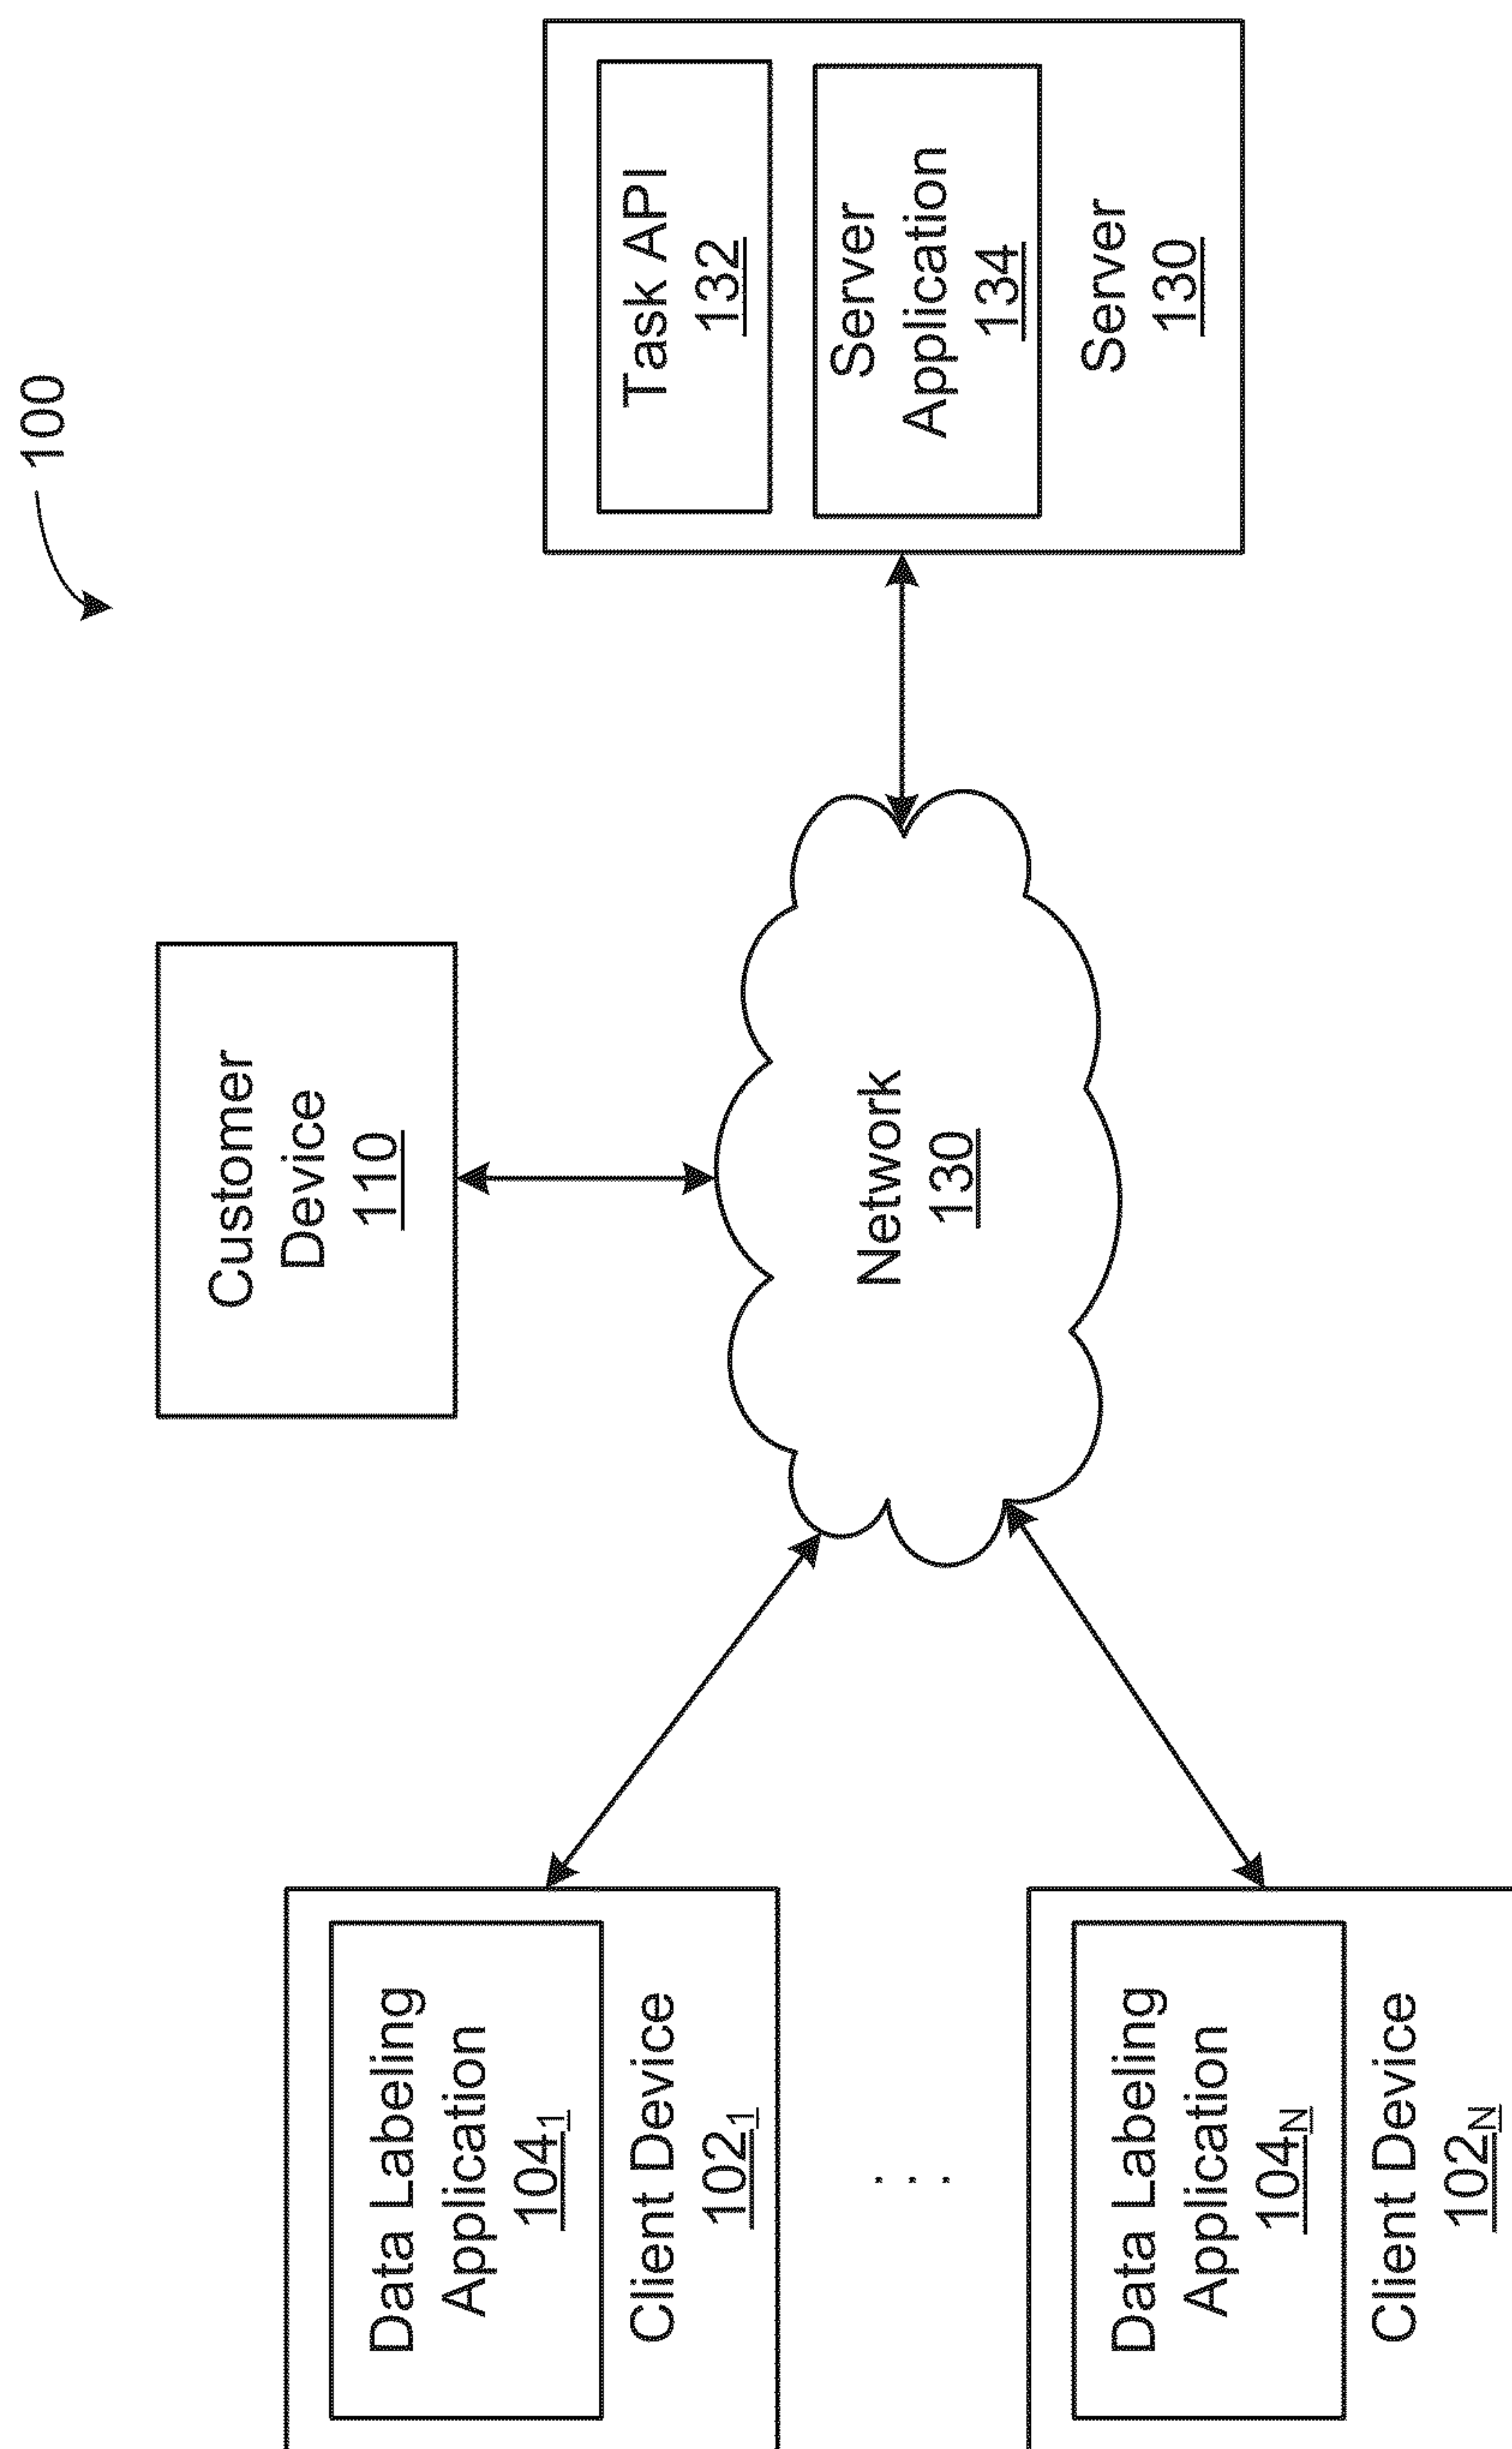 100
Customer
Device
110
Data Labeling
Application
104₁
Client Device
102₁
. . .
Data Labeling
Application
104N
Client Device
102N
Network
130
Task API
132
Server
Application
134
Server
130